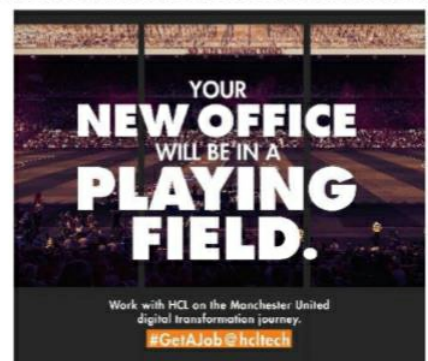 YOUR
NEW OFFICE
WILL BE IN A
PLAYING
FIELD.
Work with HCL on the Manchester United
digital transformation journey.
#GetAJob@hcltech